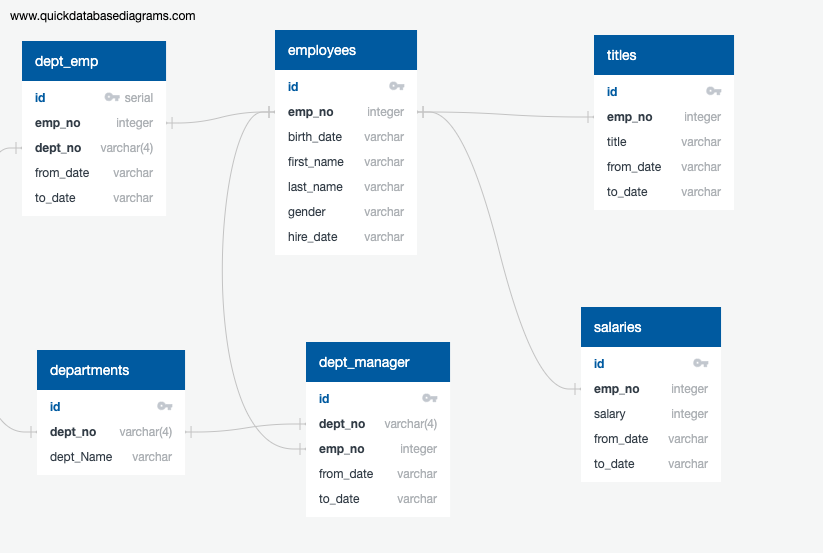 www.quickdatabasediagrams.com
dept_emp
id serial
emp_no integer
dept_no varchar(4)
from_date varchar
to_date varchar
employees
id
emp_no integer
birth_date varchar
first_name varchar
last_name varchar
gender varchar
hire_date varchar
titles
id
emp_no integer
title varchar
from_date varchar
to_date varchar
departments
id
dept_no varchar(4)
dept_Name varchar
dept_manager
id
dept_no varchar(4)
emp_no integer
from_date varchar
to_date varchar
salaries
id
emp_no integer
salary integer
from_date varchar
to_date varchar